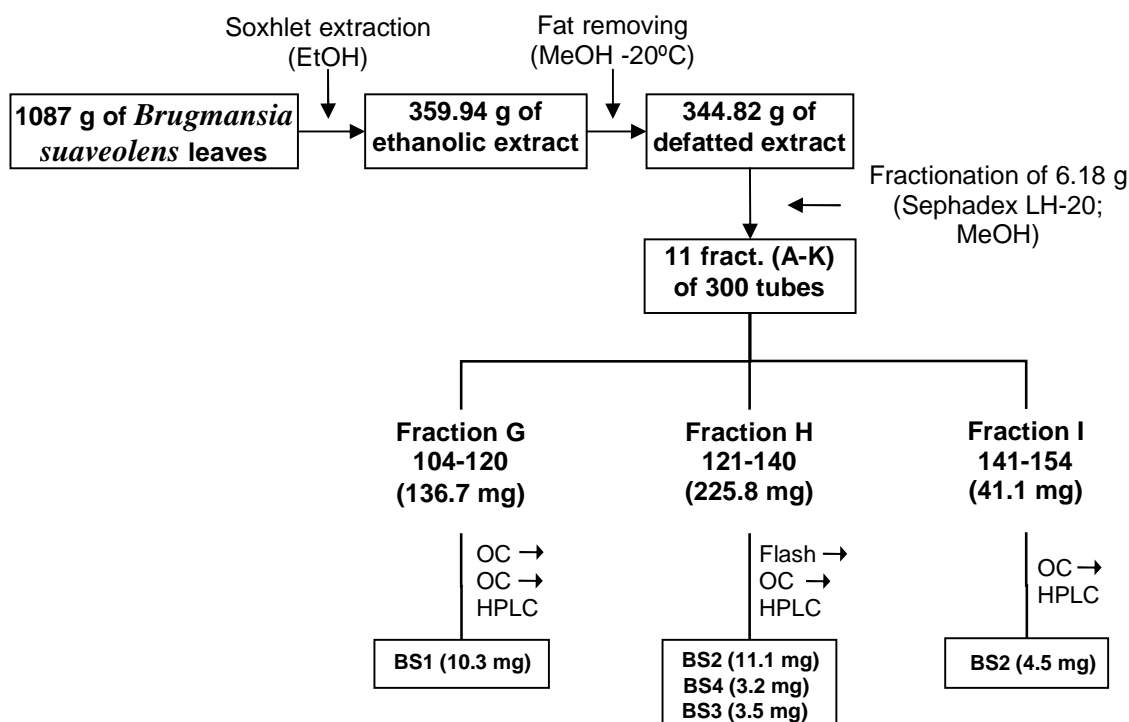 Soxhlet extraction
(EtOH)
Fat removing
(MeOH -20ºC)
1087 g of Brugmansia
suaveolens leaves
359.94 g of
ethanolic extract
344.82 g of
defatted extract
Fractionation of 6.18 g
(Sephadex LH-20;
MeOH)
11 fract. (A-K)
of 300 tubes
Fraction G
104-120
(136.7 mg)
Fraction H
121-140
(225.8 mg)
Fraction I
141-154
(41.1 mg)
OC →
OC →
HPLC
Flash →
OC →
HPLC
OC →
HPLC
BS1 (10.3 mg)
BS2 (11.1 mg)
BS4 (3.2 mg)
BS3 (3.5 mg)
BS2 (4.5 mg)